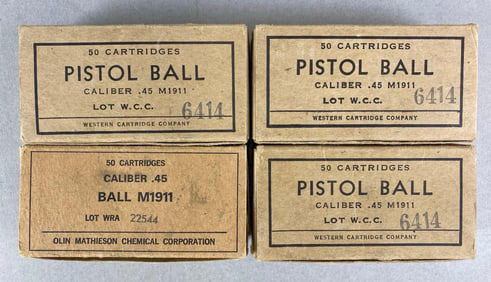 50 CARTRIDGES
PISTOL BALL
CALIBER .45 M1911
LOT W.C.C. 6414
WESTERN CARTRIDGE COMPANY
50 CARTRIDGES
PISTOL BALL
CALIBER .45 M1911
LOT W.C.C. 6414
WESTERN CARTRIDGE COMPANY
50 CARTRIDGES
CALIBER .45
BALL M1911
LOT WRA 22544
OLIN MATHIESON CHEMICAL CORPORATION
50 CARTRIDGES
PISTOL BALL
CALIBER .45 M1911
LOT W.C.C. 6414
WESTERN CARTRIDGE COMPANY